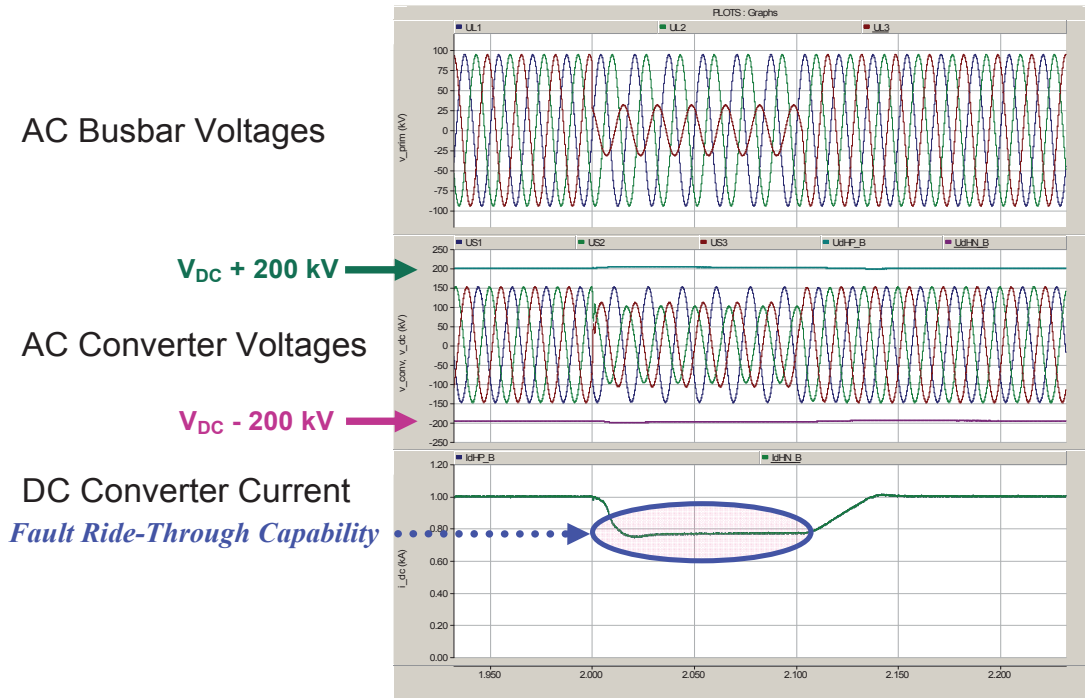 PLOTS : Graphs
UL1 UL2 UL3
AC Busbar Voltages
v_prim (kV)
100
75
50
25
0
-25
-50
-75
-100
US1 US2 US3 UdHP_B UdHN_B
V_DC + 200 kV
AC Converter Voltages
V_DC - 200 kV
v_conv, v_dc (kV)
250
200
150
100
50
0
-50
-100
-150
-200
-250
IdHP_B IdHN_B
DC Converter Current
Fault Ride-Through Capability
i_dc (kA)
1.20
1.00
0.80
0.60
0.40
0.20
0.00
1.950 2.000 2.050 2.100 2.150 2.200